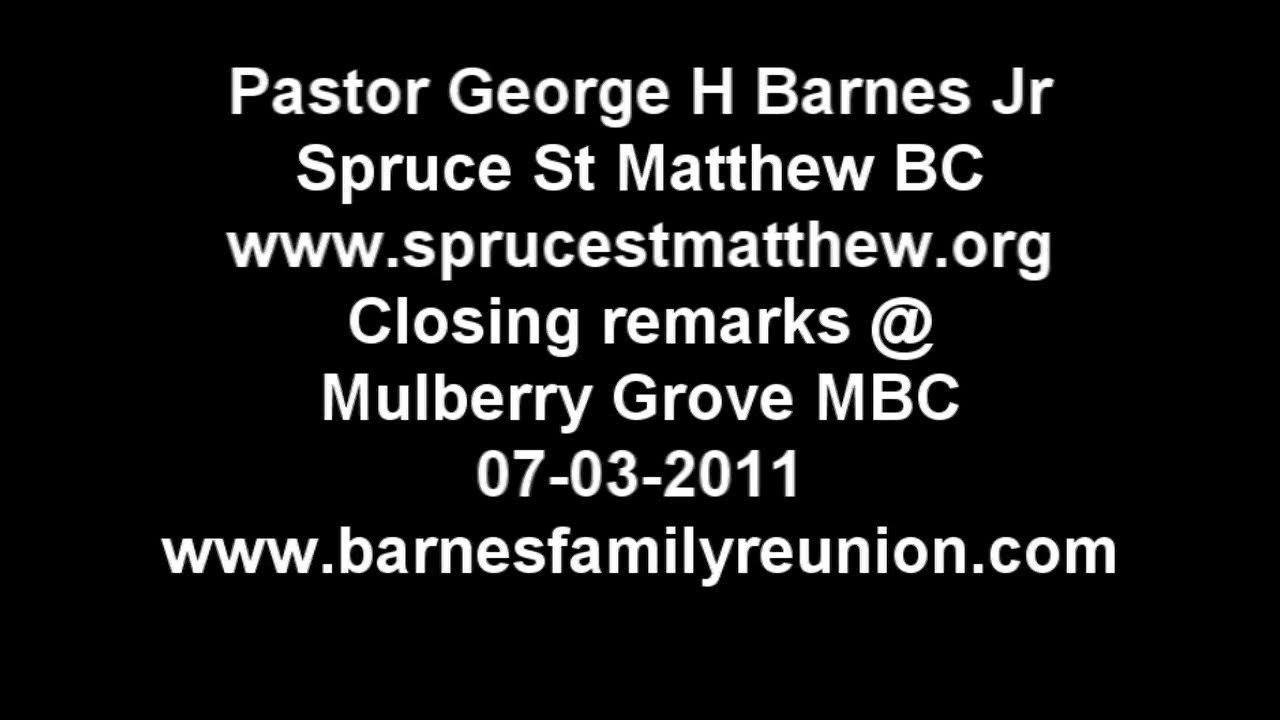 Pastor George H Barnes Jr
Spruce St Matthew BC
www.sprucestmatthew.org
Closing remarks @
Mulberry Grove MBC
07-03-2011
www.barnesfamilyreunion.com